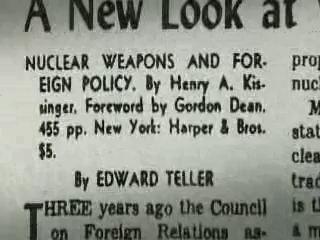 A New Look at
NUCLEAR WEAPONS AND FOR-
EIGN POLICY. By Henry A. Kis-
singer. Foreword by Gordon Dean.
455 pp. New York: Harper & Bros.
$5.
By EDWARD TELLER
THREE years ago the Council
on Foreign Relations as-